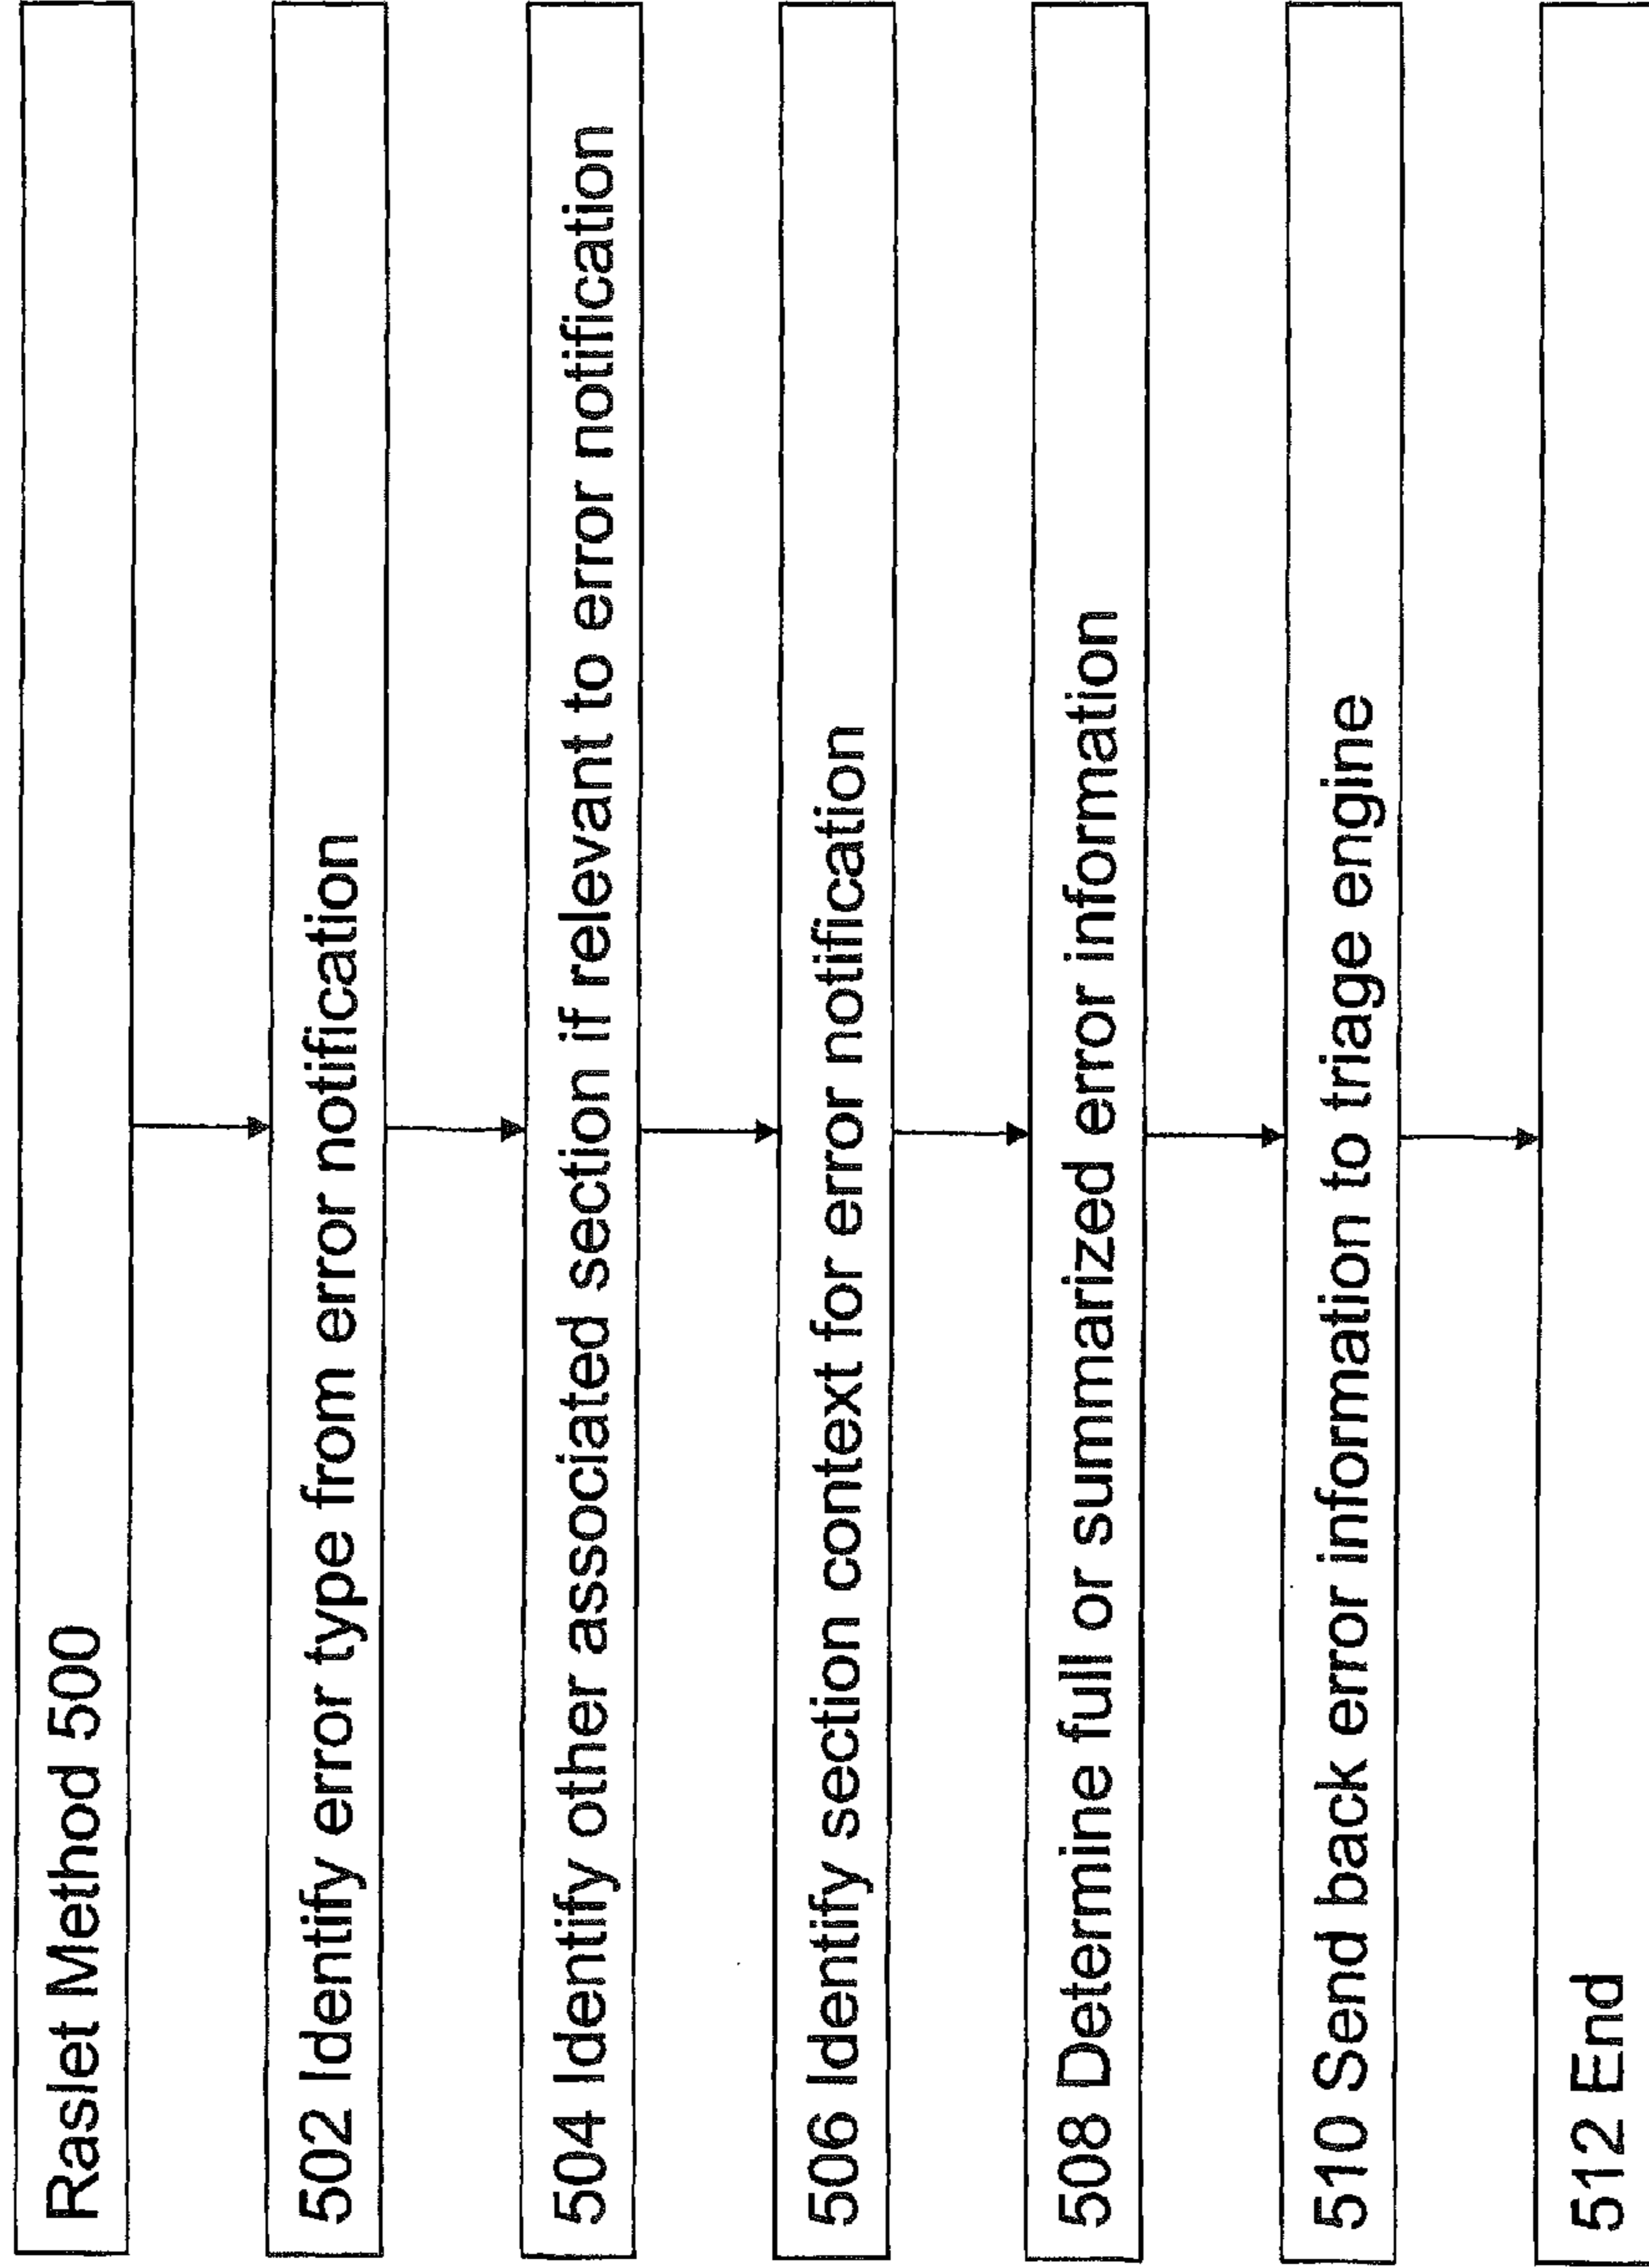 Raslet Method 500
502 Identify error type from error notification
504 Identify other associated section if relevant to error notification
506 Identify section context for error notification
508 Determine full or summarized error information
510 Send back error information to triage engine
512 End